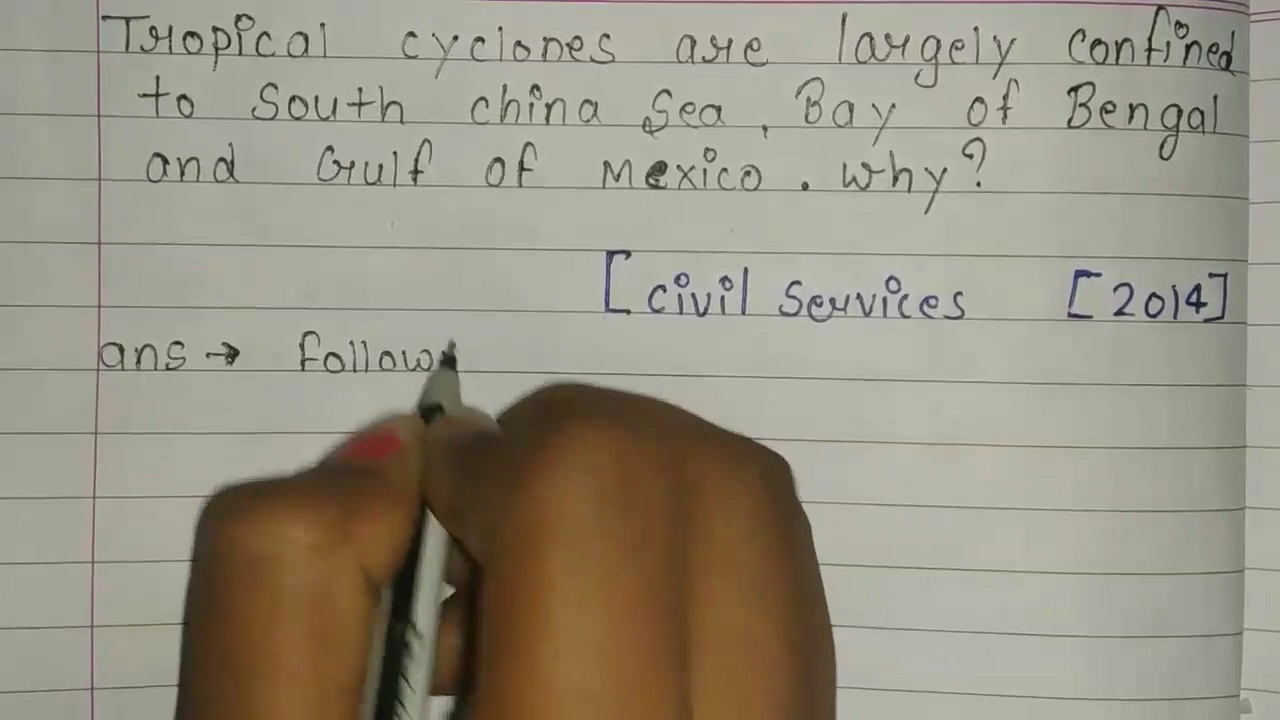 Tropical cyclones are largely confined
to South china Sea, Bay of Bengal
and Gulf of Mexico. Why?
[civil Services [2014]
ans → follow